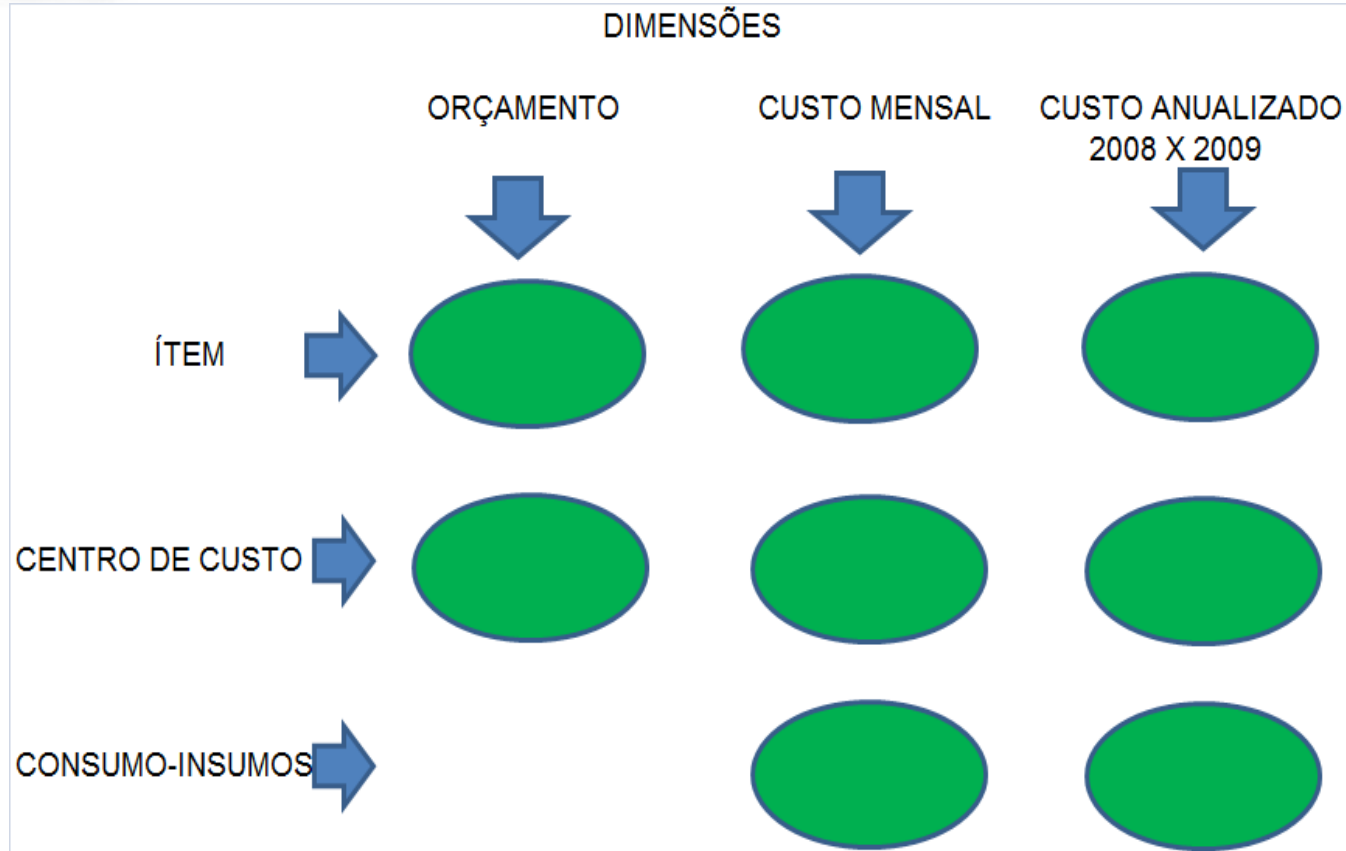 DIMENSÕES
ORÇAMENTO
CUSTO MENSAL
CUSTO ANUALIZADO
2008 X 2009
ÍTEM
CENTRO DE CUSTO
CONSUMO-INSUMOS